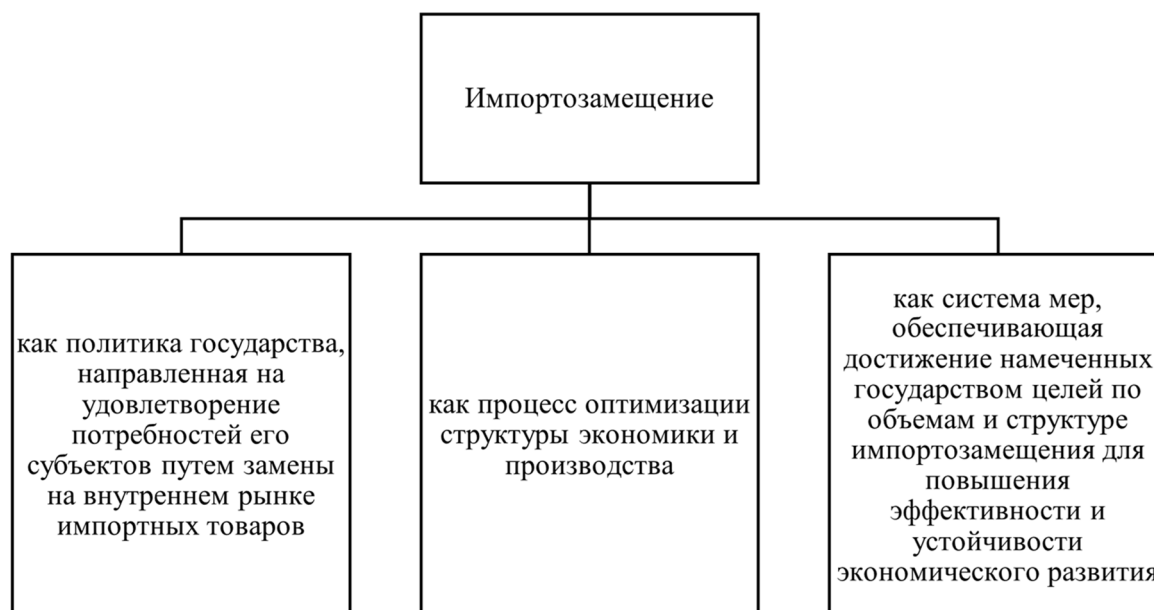 Импортозамещение
как политика государства,
направленная на
удовлетворение
потребностей его
субъектов путем замены
на внутреннем рынке
импортных товаров
как процесс оптимизации
структуры экономики и
производства
как система мер,
обеспечивающая
достижение намеченных
государством целей по
объемам и структуре
импортозамещения для
повышения
эффективности и
устойчивости
экономического развития